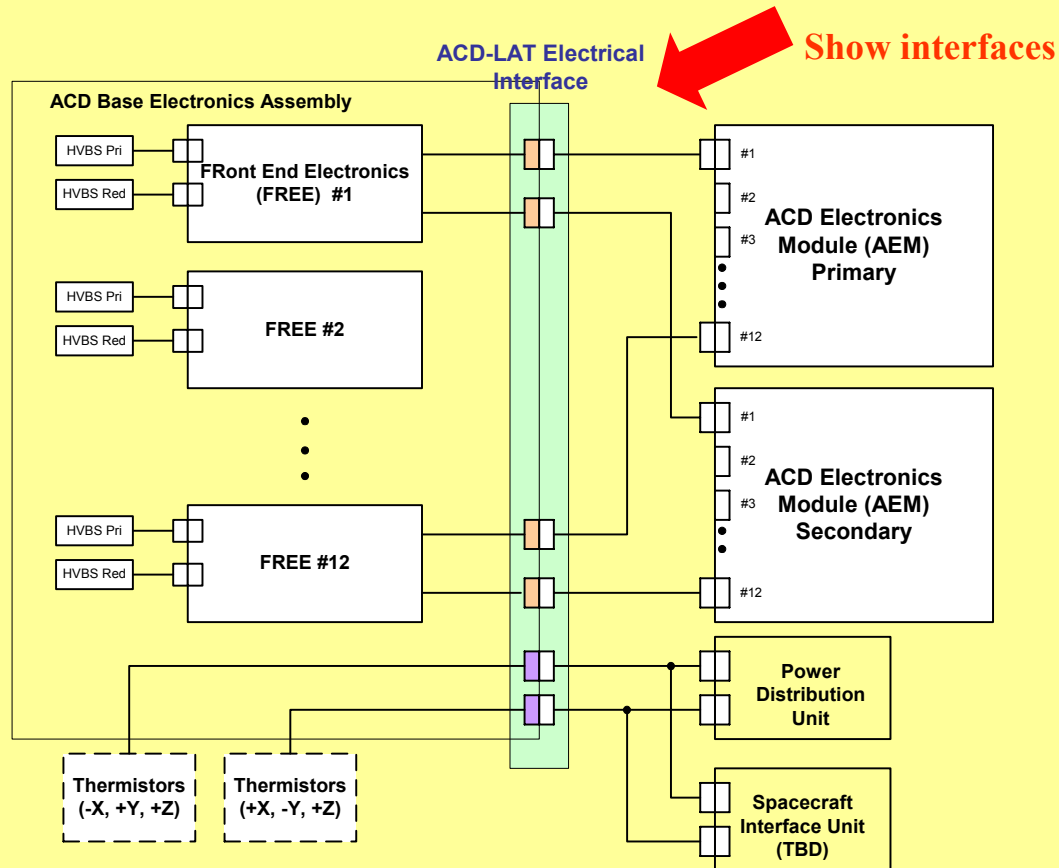 Show interfaces
ACD-LAT Electrical
Interface
ACD Base Electronics Assembly
HVBS Pri
HVBS Red
FRont End Electronics
(FREE) #1
HVBS Pri
HVBS Red
FREE #2
HVBS Pri
HVBS Red
FREE #12
#1
#2
#3
#12
ACD Electronics
Module (AEM)
Primary
#1
#2
#3
#12
ACD Electronics
Module (AEM)
Secondary
Power
Distribution
Unit
Thermistors
(-X, +Y, +Z)
Thermistors
(+X, -Y, +Z)
Spacecraft
Interface Unit
(TBD)